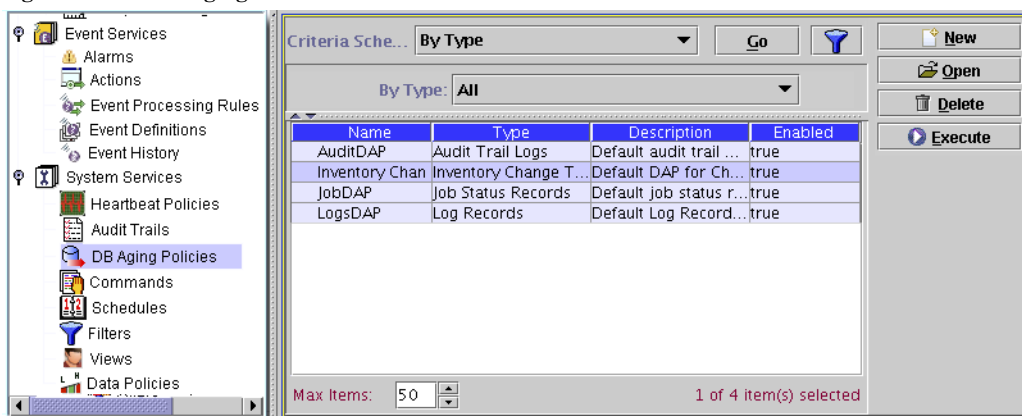 Event Services
Alarms
Actions
Event Processing Rules
Event Definitions
Event History
System Services
Heartbeat Policies
Audit Trails
DB Aging Policies
Commands
Schedules
Filters
Views
Data Policies
Criteria Sche... By Type Go
By Type: All
Name Type Description Enabled
AuditDAP Audit Trail Logs Default audit trail ... true
Inventory Chan Inventory Change T... Default DAP for Ch... true
JobDAP Job Status Records Default job status r... true
LogsDAP Log Records Default Log Record... true
Max Items: 50 1 of 4 item(s) selected
New
Open
Delete
Execute